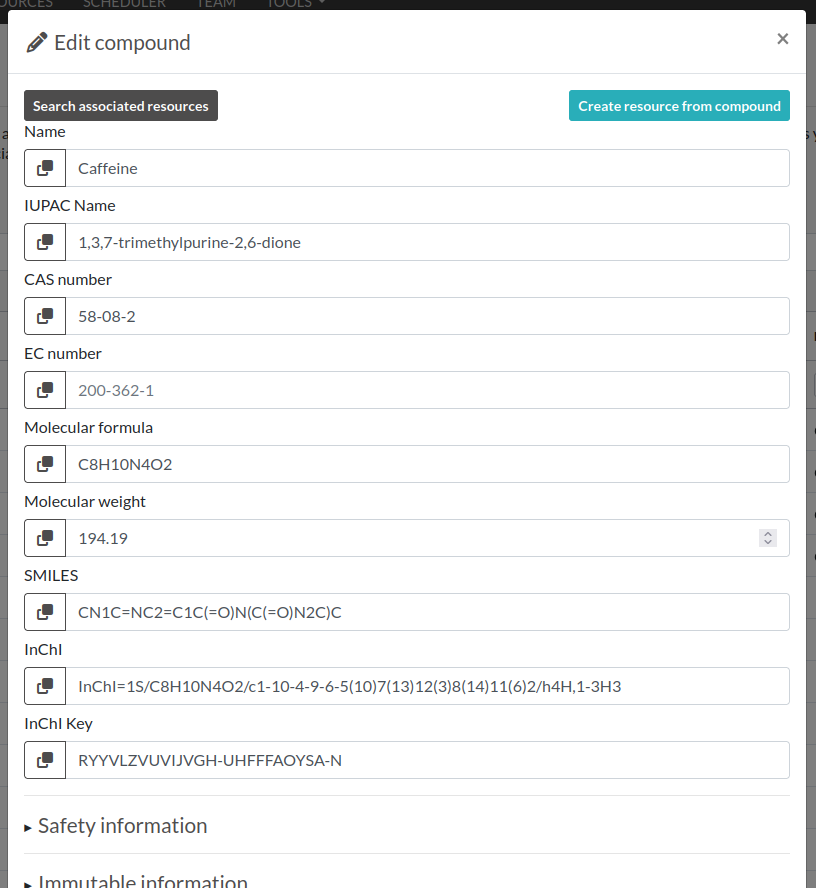 SCHEDULER TEAM TOOLS
Edit compound ×
Search associated resources Create resource from compound
Name
Caffeine
IUPAC Name
1,3,7-trimethylpurine-2,6-dione
CAS number
58-08-2
EC number
200-362-1
Molecular formula
C8H10N4O2
Molecular weight
194.19
SMILES
CN1C=NC2=C1C(=O)N(C(=O)N2C)C
InChI
InChI=1S/C8H10N4O2/c1-10-4-9-6-5(10)7(13)12(3)8(14)11(6)2/h4H,1-3H3
InChI Key
RYYVLZVUVIJVGH-UHFFFAOYSA-N
▸ Safety information
▸ Immutable information